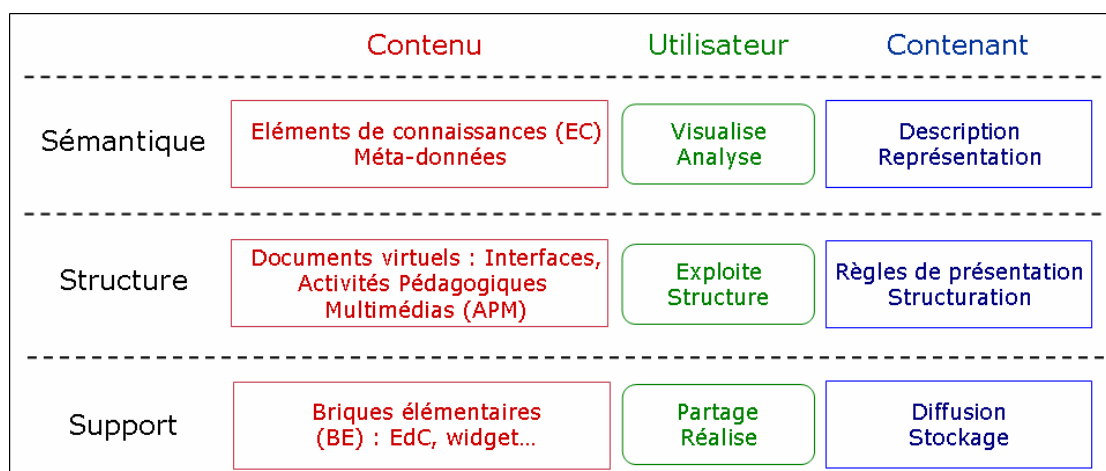 Contenu Utilisateur Contenant
Sémantique
Eléments de connaissances (EC)
Méta-données
Visualise
Analyse
Description
Représentation
Structure
Documents virtuels : Interfaces,
Activités Pédagogiques
Multimédias (APM)
Exploite
Structure
Règles de présentation
Structuration
Support
Briques élémentaires
(BE) : EdC, widget...
Partage
Réalise
Diffusion
Stockage